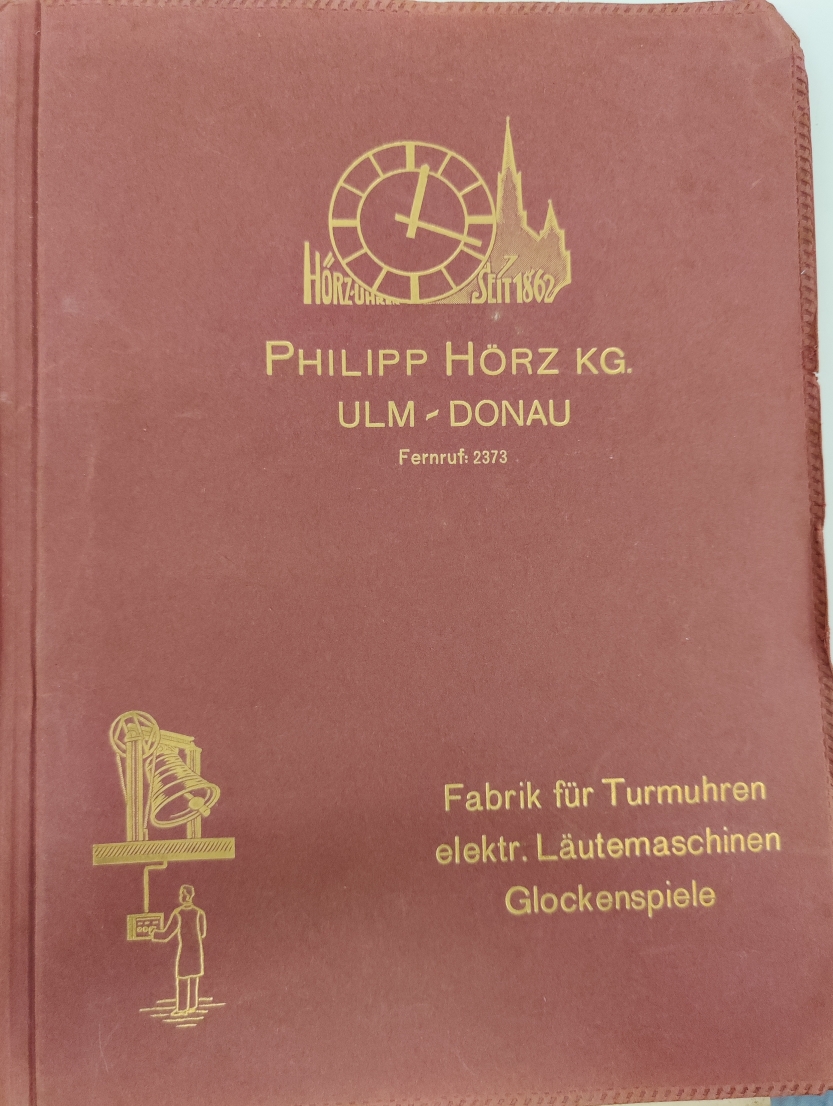 HÖRZ-UHREN SEIT 1862
PHILIPP HÖRZ KG.
ULM - DONAU
Fernruf: 2373
Fabrik für Turmuhren
elektr. Läutemaschinen
Glockenspiele